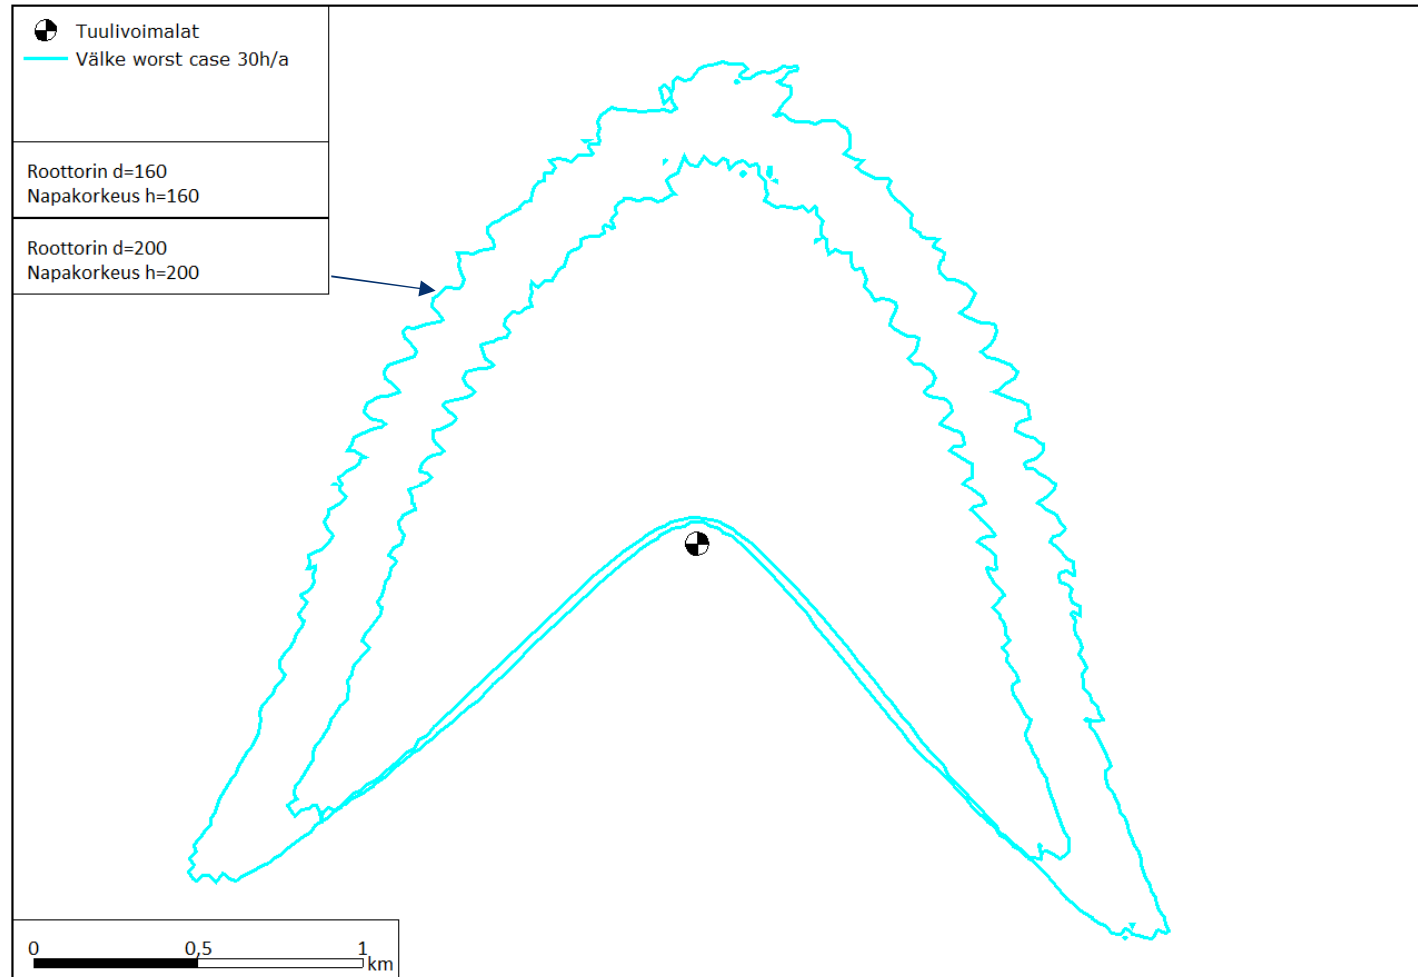 Tuulivoimalat
Välke worst case 30h/a
Roottorin d=160
Napakorkeus h=160
Roottorin d=200
Napakorkeus h=200
0 0,5 1
km